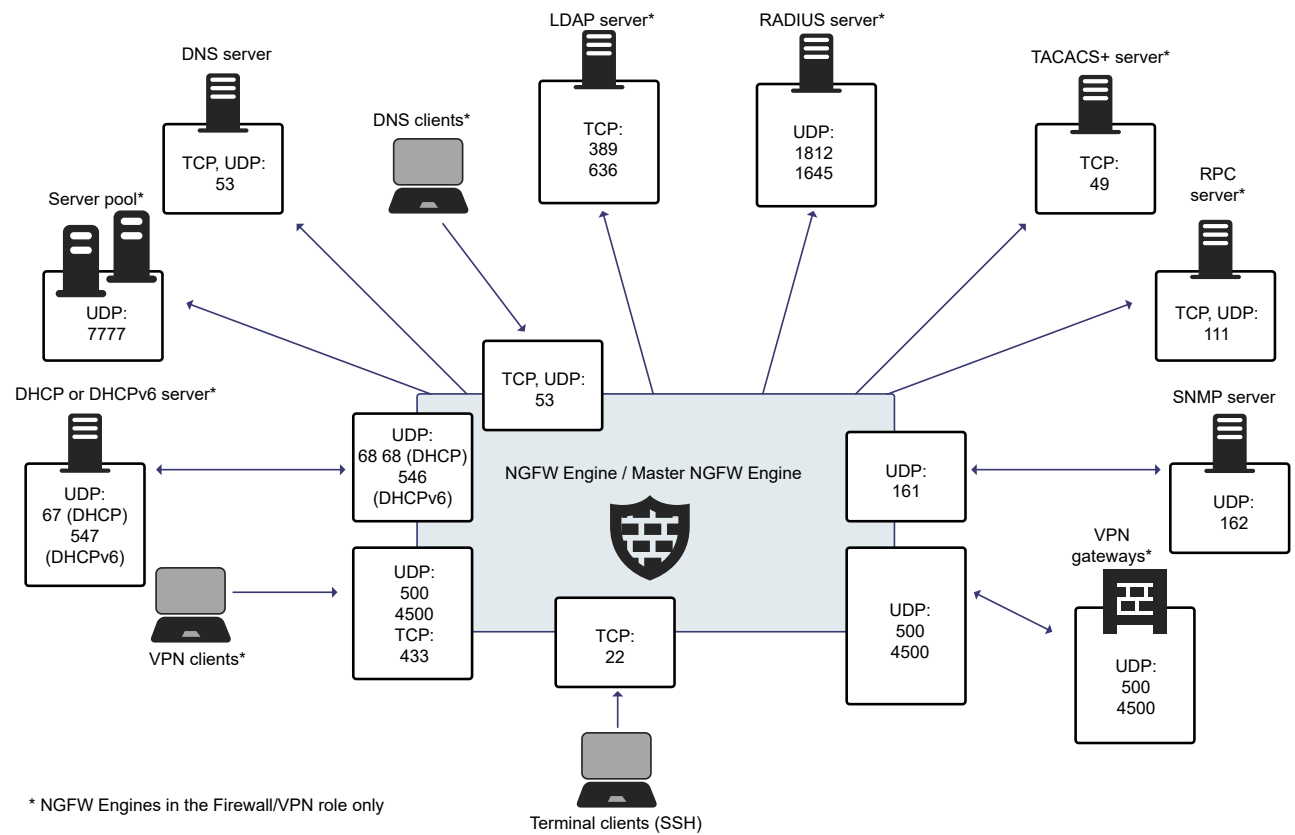 LDAP server*
TCP:
389
636
RADIUS server*
UDP:
1812
1645
DNS server
TCP, UDP:
53
TACACS+ server*
TCP:
49
DNS clients*
TCP, UDP:
53
RPC
server*
TCP, UDP:
111
Server pool*
UDP:
7777
DHCP or DHCPv6 server*
UDP:
67 (DHCP)
547
(DHCPv6)
UDP:
68 68 (DHCP)
546
(DHCPv6)
NGFW Engine / Master NGFW Engine
UDP:
161
SNMP server
UDP:
162
VPN clients*
UDP:
500
4500
TCP:
433
TCP:
22
UDP:
500
4500
VPN
gateways*
UDP:
500
4500
* NGFW Engines in the Firewall/VPN role only
Terminal clients (SSH)